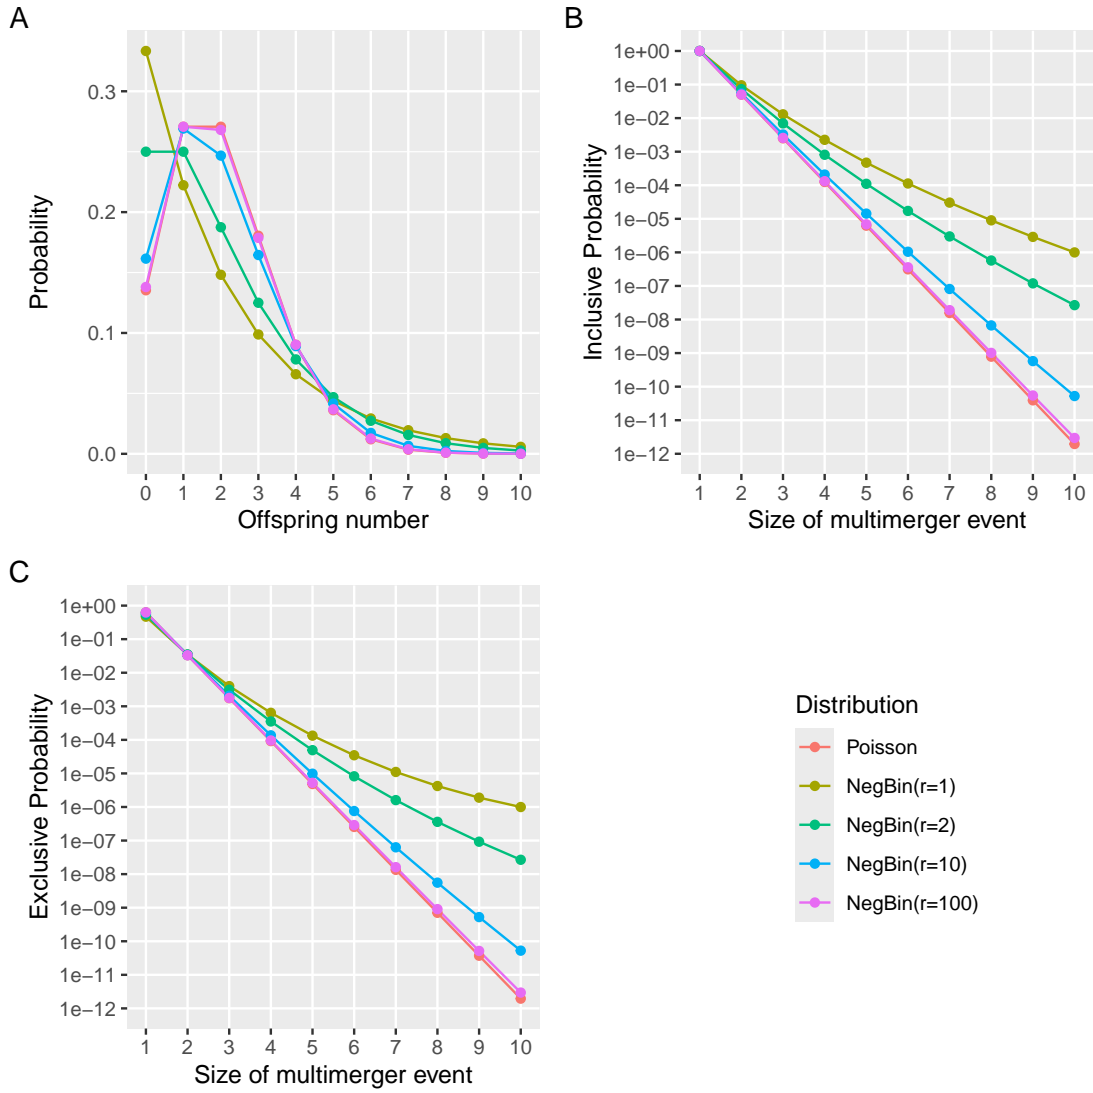 A
Probability
0.3
0.2
0.1
0.0
0 1 2 3 4 5 6 7 8 9 10
Offspring number
B
Inclusive Probability
1e+00
1e−01
1e−02
1e−03
1e−04
1e−05
1e−06
1e−07
1e−08
1e−09
1e−10
1e−11
1e−12
1 2 3 4 5 6 7 8 9 10
Size of multimerger event
C
Exclusive Probability
1e+00
1e−01
1e−02
1e−03
1e−04
1e−05
1e−06
1e−07
1e−08
1e−09
1e−10
1e−11
1e−12
1 2 3 4 5 6 7 8 9 10
Size of multimerger event
Distribution
Poisson
NegBin(r=1)
NegBin(r=2)
NegBin(r=10)
NegBin(r=100)